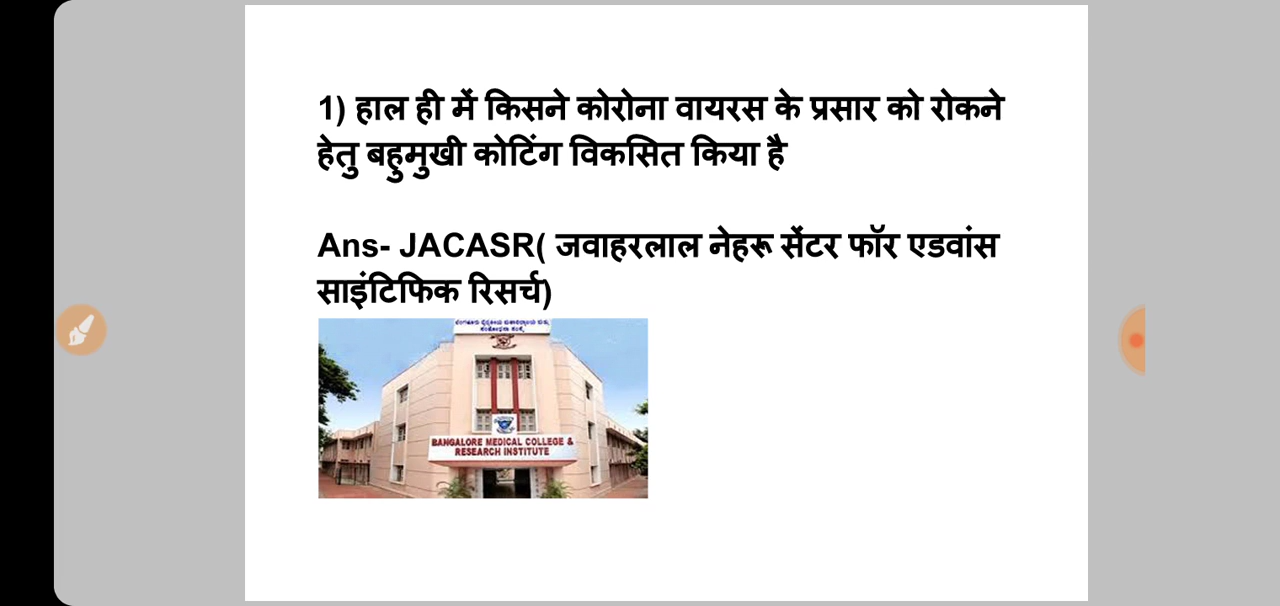 1) हाल ही में किसने कोरोना वायरस के प्रसार को रोकने
हेतु बहुमुखी कोटिंग विकसित किया है
Ans- JACASR( जवाहरलाल नेहरू सेंटर फॉर एडवांस
साइंटिफिक रिसर्च)
BANGALORE MEDICAL COLLEGE &
RESEARCH INSTITUTE